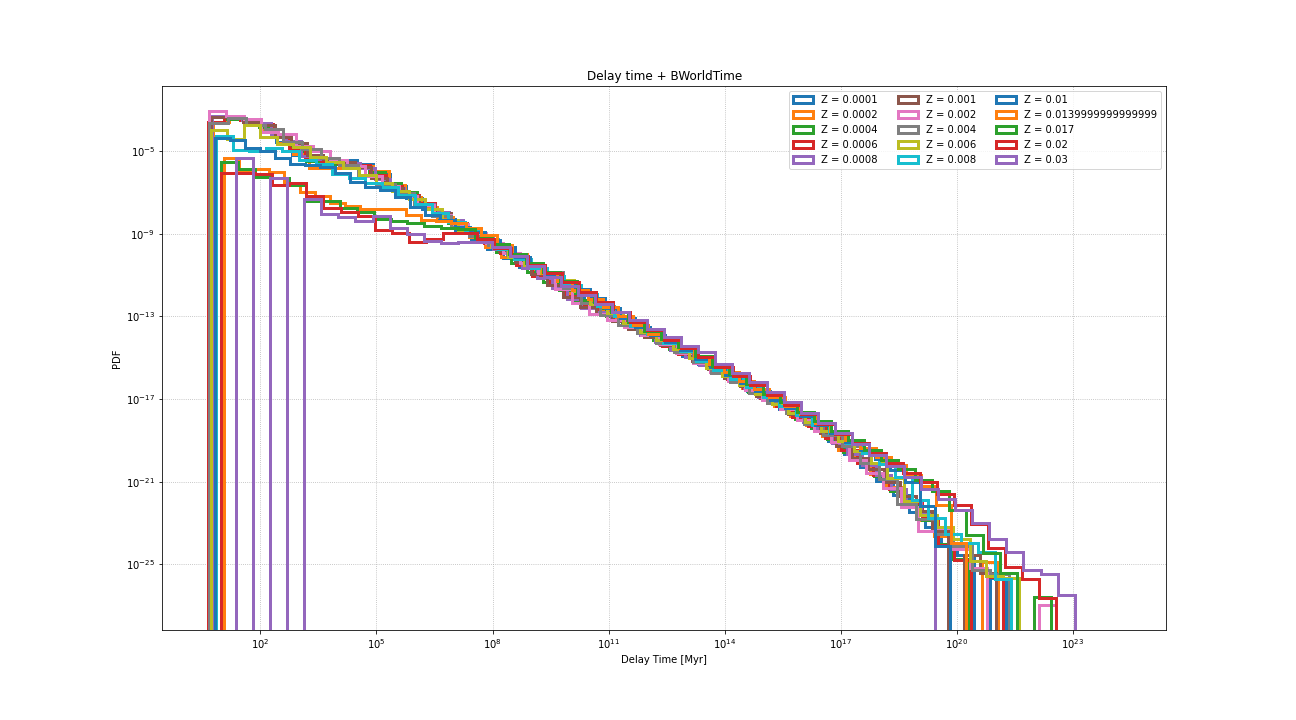 Delay time + BWorldTime
Z = 0.0001 Z = 0.001 Z = 0.01
Z = 0.0002 Z = 0.002 Z = 0.0139999999999999
Z = 0.0004 Z = 0.004 Z = 0.017
Z = 0.0006 Z = 0.006 Z = 0.02
Z = 0.0008 Z = 0.008 Z = 0.03
10⁻⁵
10⁻⁹
10⁻¹³
10⁻¹⁷
10⁻²¹
10⁻²⁵
PDF
10² 10⁵ 10⁸ 10¹¹ 10¹⁴ 10¹⁷ 10²⁰ 10²³
Delay Time [Myr]